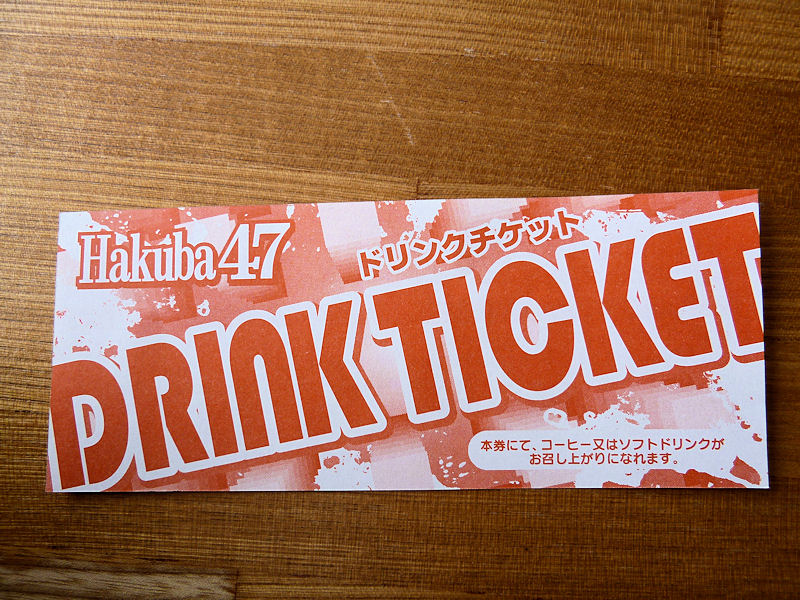 Hakuba47
ドリンクチケット
DRINK TICKET
本券にて、コーヒー又はソフトドリンクが
お召し上がりになれます。